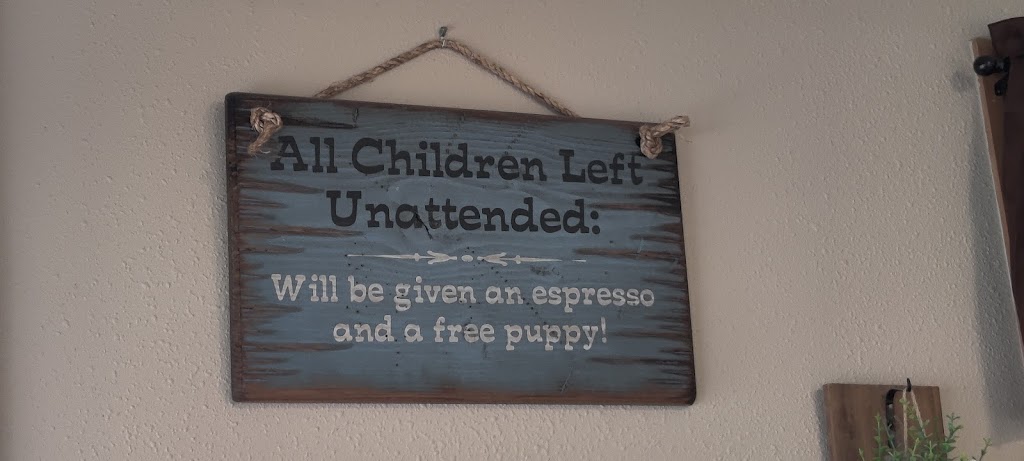 All Children Left
Unattended:
Will be given an espresso
and a free puppy!